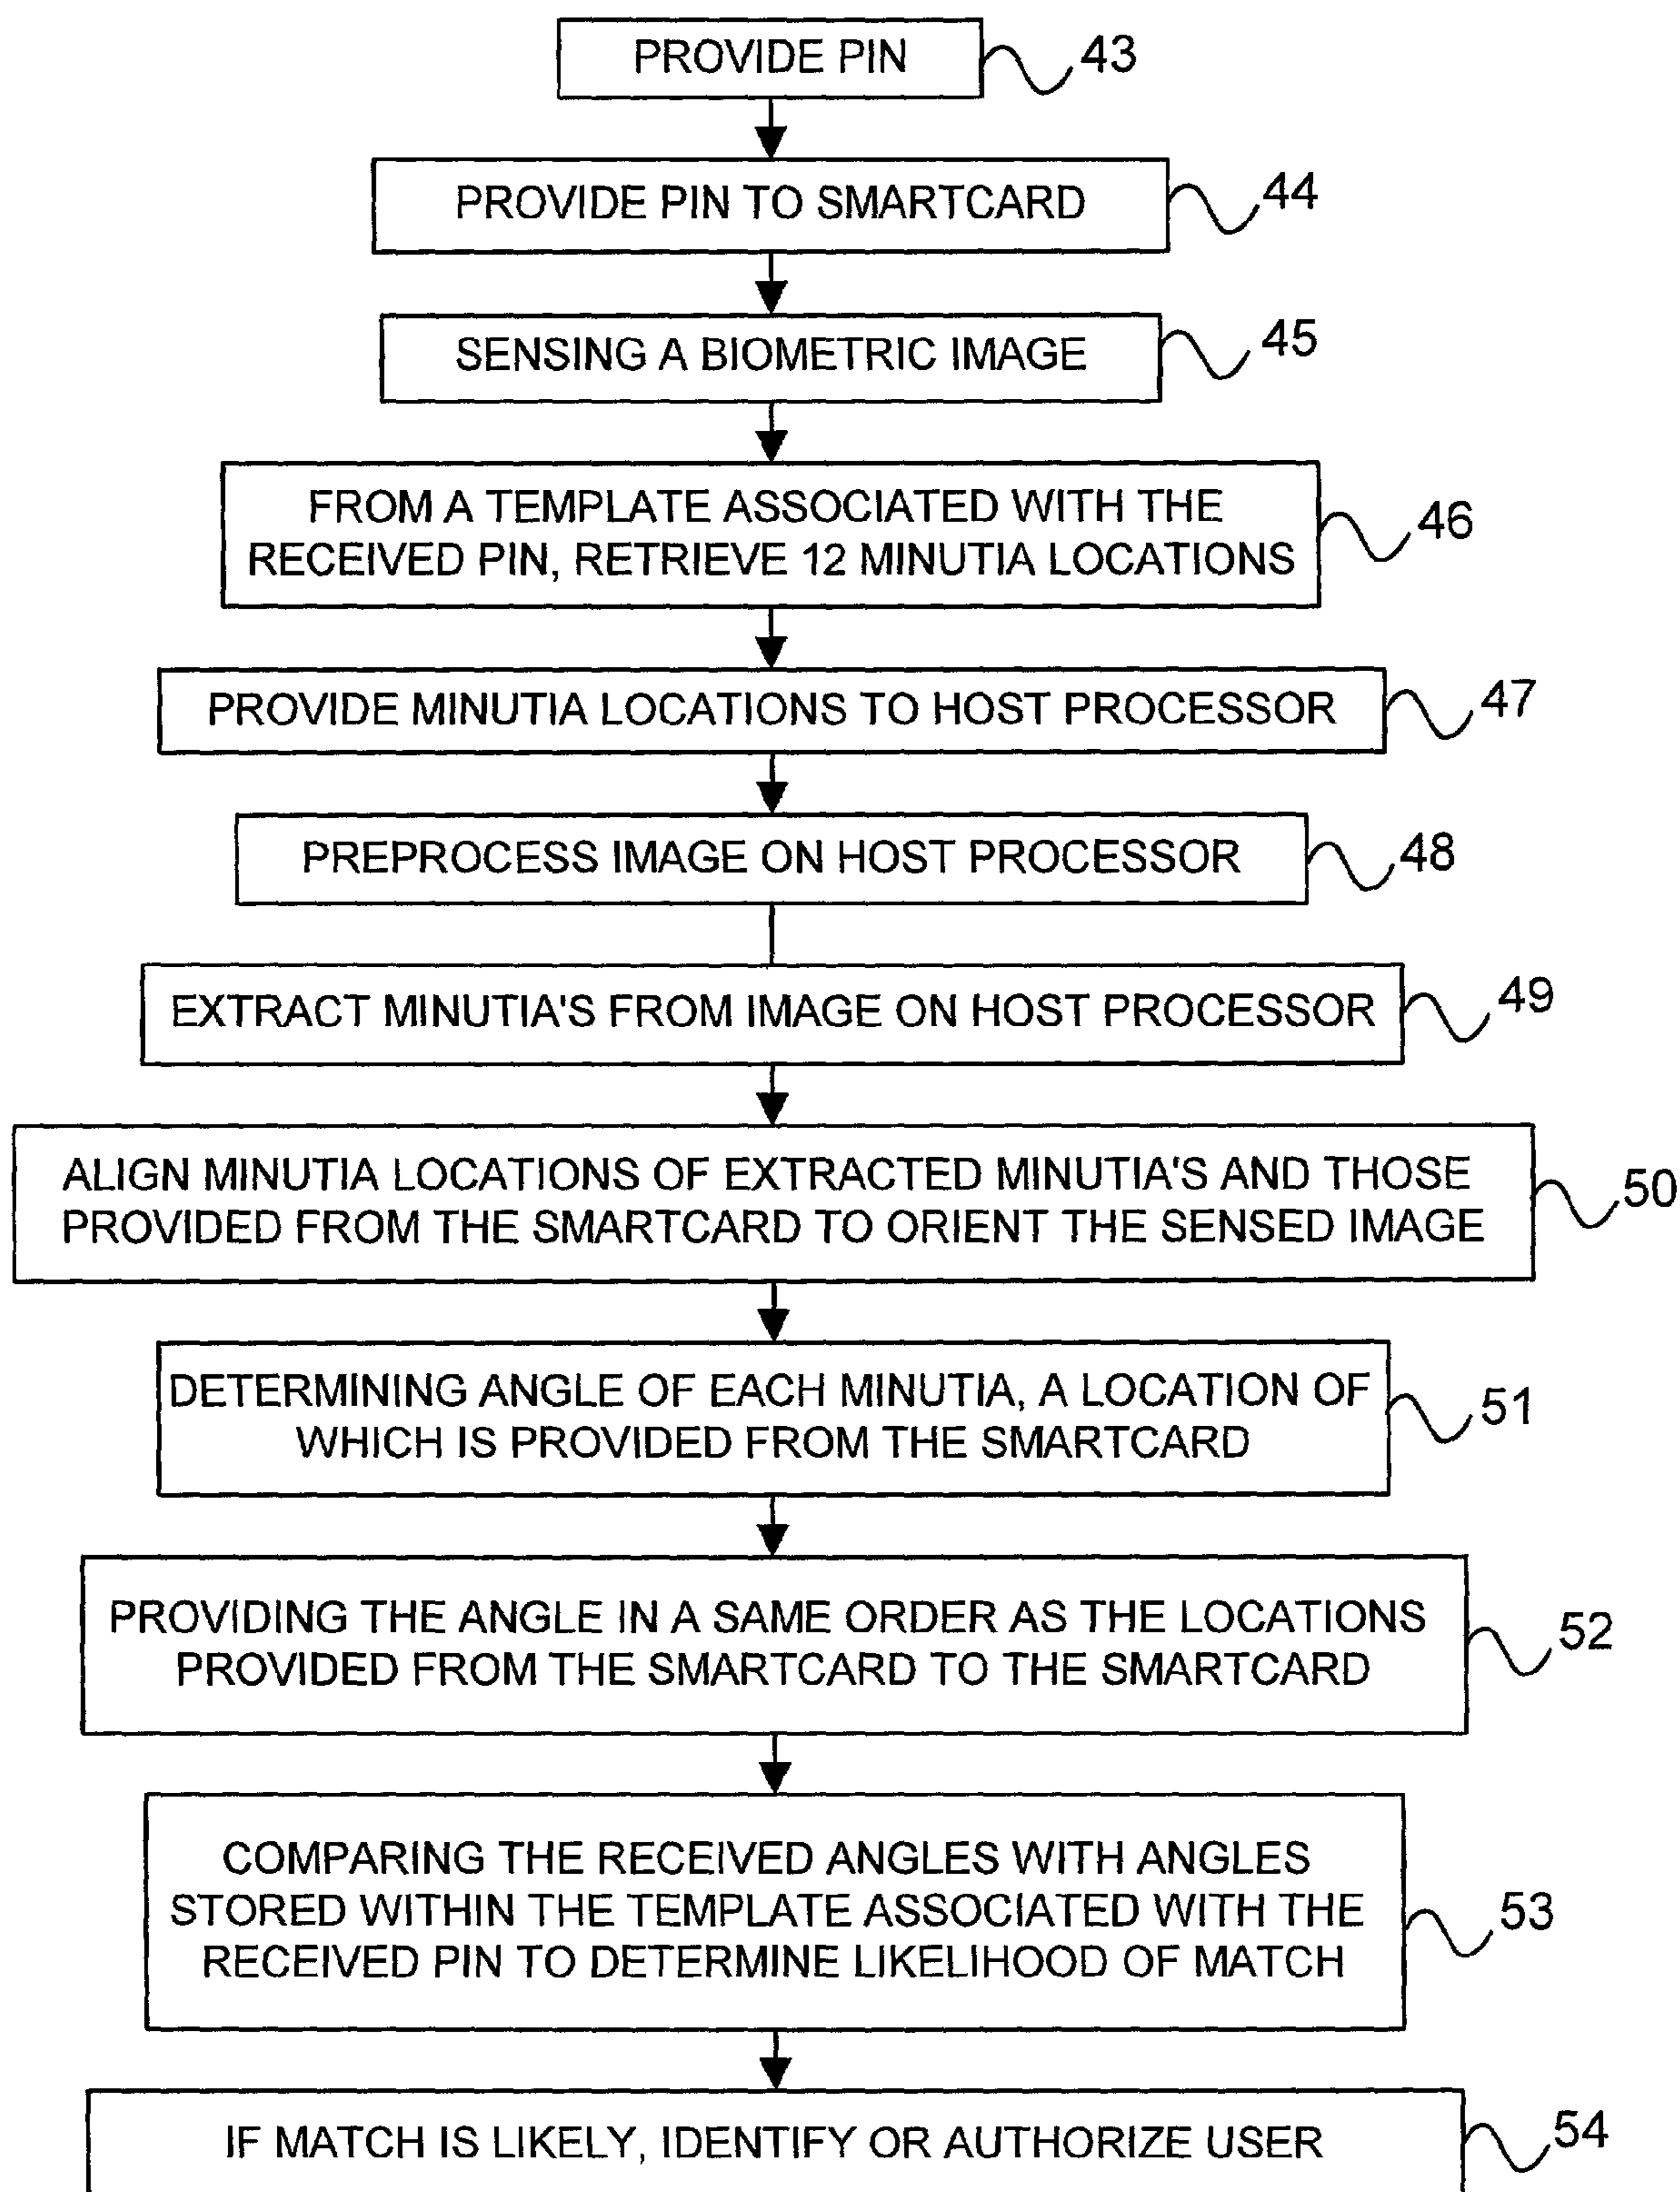 PROVIDE PIN
43
PROVIDE PIN TO SMARTCARD
44
SENSING A BIOMETRIC IMAGE
45
FROM A TEMPLATE ASSOCIATED WITH THE
RECEIVED PIN, RETRIEVE 12 MINUTIA LOCATIONS
46
PROVIDE MINUTIA LOCATIONS TO HOST PROCESSOR
47
PREPROCESS IMAGE ON HOST PROCESSOR
48
EXTRACT MINUTIA'S FROM IMAGE ON HOST PROCESSOR
49
ALIGN MINUTIA LOCATIONS OF EXTRACTED MINUTIA'S AND THOSE
PROVIDED FROM THE SMARTCARD TO ORIENT THE SENSED IMAGE
50
DETERMINING ANGLE OF EACH MINUTIA, A LOCATION OF
WHICH IS PROVIDED FROM THE SMARTCARD
51
PROVIDING THE ANGLE IN A SAME ORDER AS THE LOCATIONS
PROVIDED FROM THE SMARTCARD TO THE SMARTCARD
52
COMPARING THE RECEIVED ANGLES WITH ANGLES
STORED WITHIN THE TEMPLATE ASSOCIATED WITH THE
RECEIVED PIN TO DETERMINE LIKELIHOOD OF MATCH
53
IF MATCH IS LIKELY, IDENTIFY OR AUTHORIZE USER
54